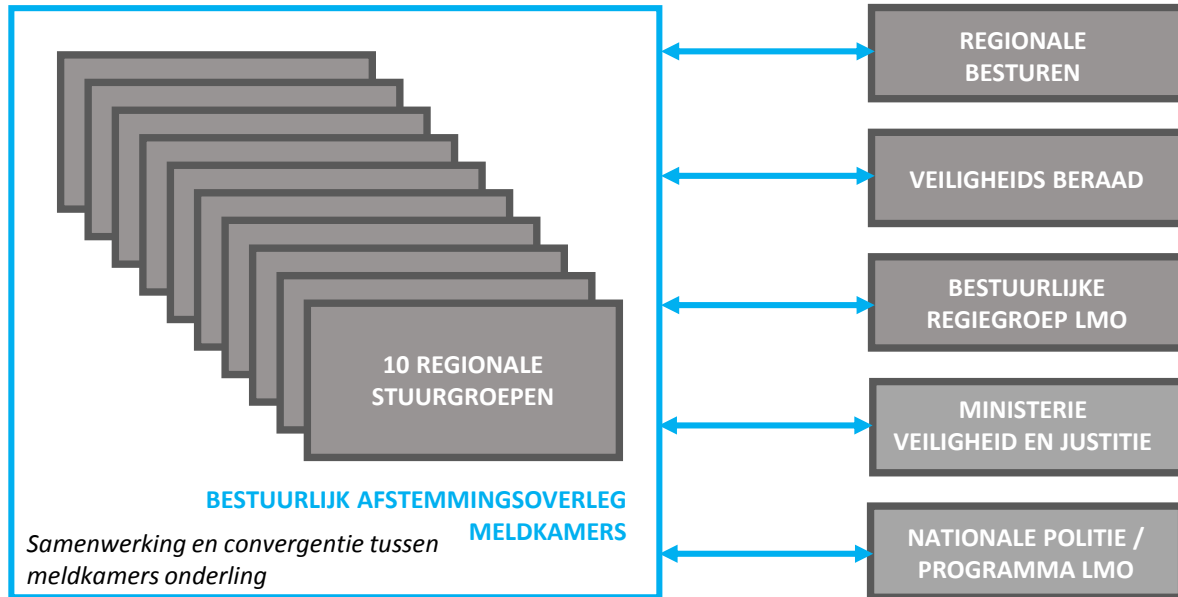 10 REGIONALE
STUURGROEPEN
BESTUURLIJK AFSTEMMINGSOVERLEG
MELDKAMERS
Samenwerking en convergentie tussen
meldkamers onderling
REGIONALE
BESTUREN
VEILIGHEIDS BERAAD
BESTUURLIJKE
REGIEGROEP LMO
MINISTERIE
VEILIGHEID EN JUSTITIE
NATIONALE POLITIE /
PROGRAMMA LMO